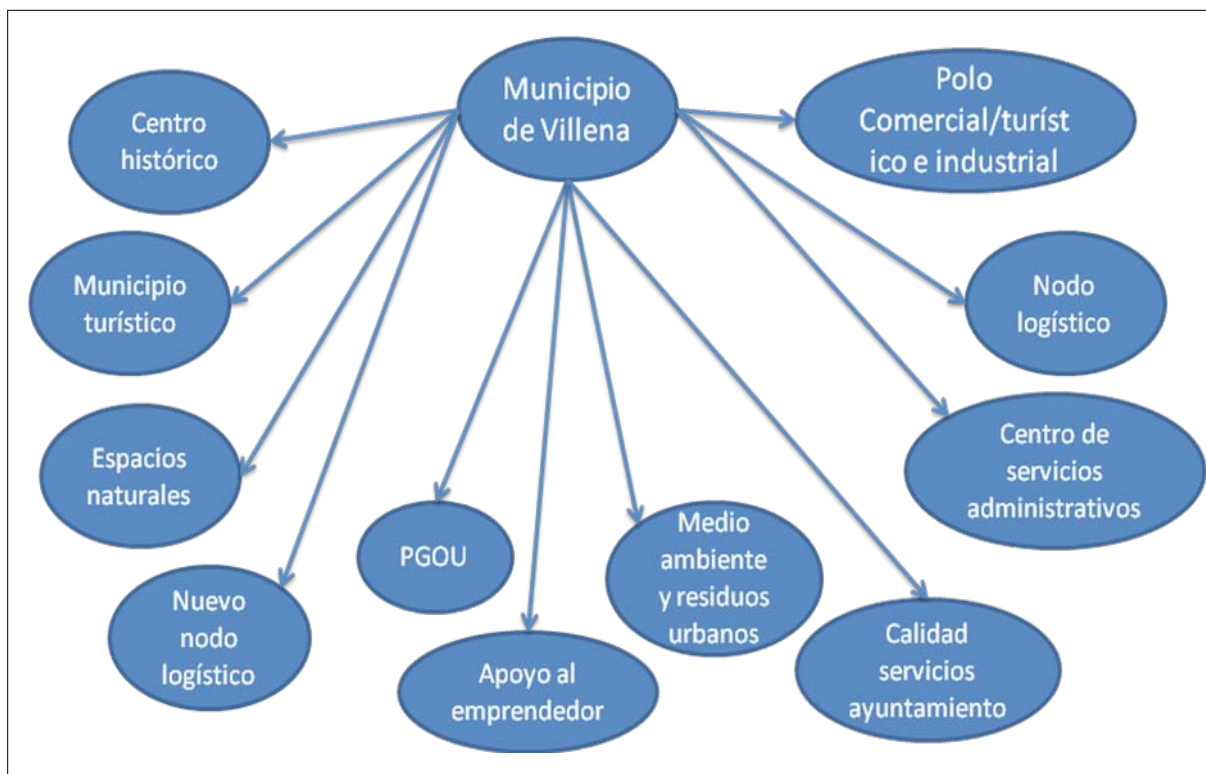 Municipio
de Villena
Polo
Comercial/turíst
ico e industrial
Centro
histórico
Municipio
turístico
Nodo
logístico
Espacios
naturales
Centro de
servicios
administrativos
PGOU
Medio
ambiente
y residuos
urbanos
Nuevo
nodo
logístico
Apoyo al
emprendedor
Calidad
servicios
ayuntamiento